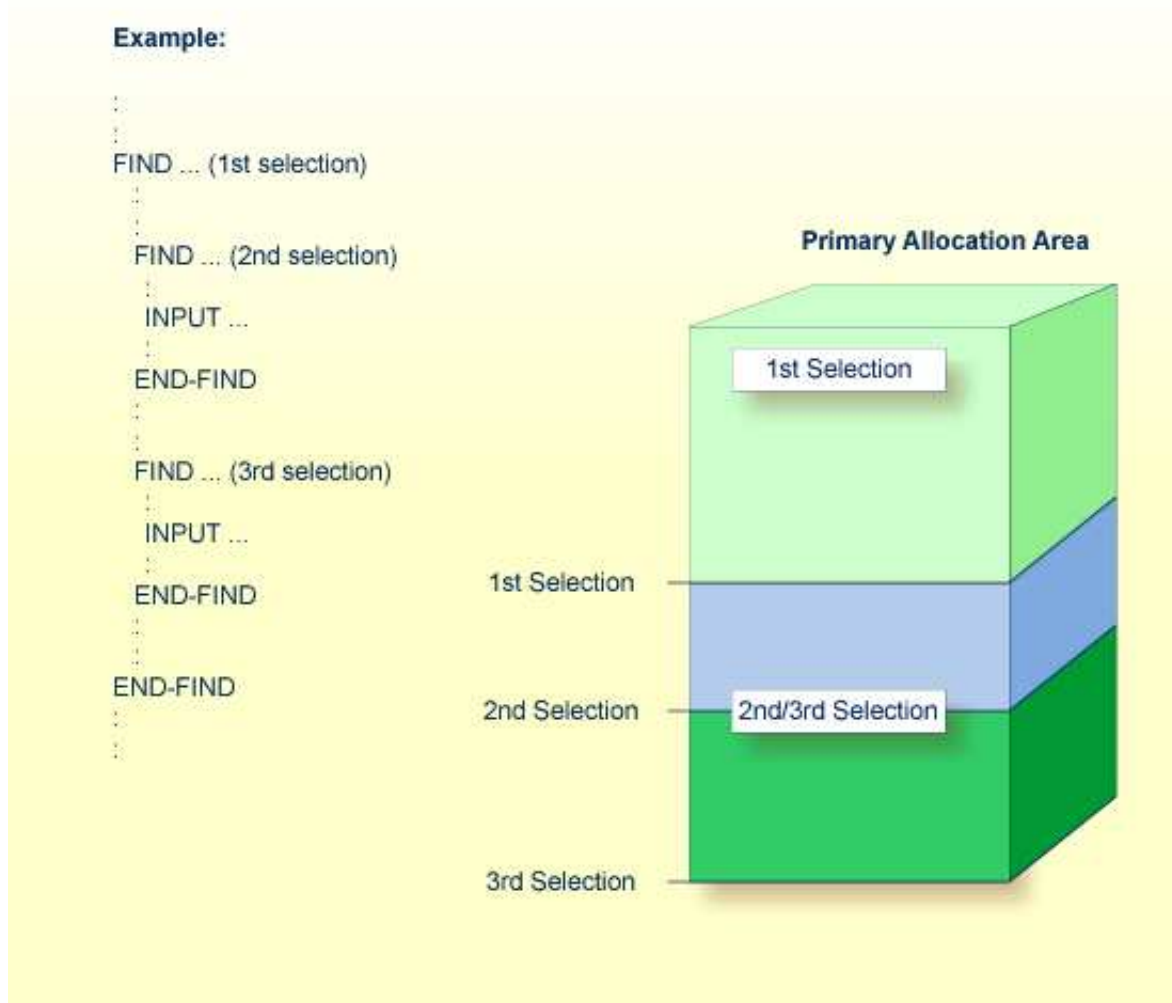 Example:
:
:
FIND ... (1st selection)
:
:
FIND ... (2nd selection)
:
INPUT ...
:
END-FIND
:
:
FIND ... (3rd selection)
:
INPUT ...
:
END-FIND
:
:
END-FIND
:
:
Primary Allocation Area
1st Selection
1st Selection
2nd Selection
2nd/3rd Selection
3rd Selection